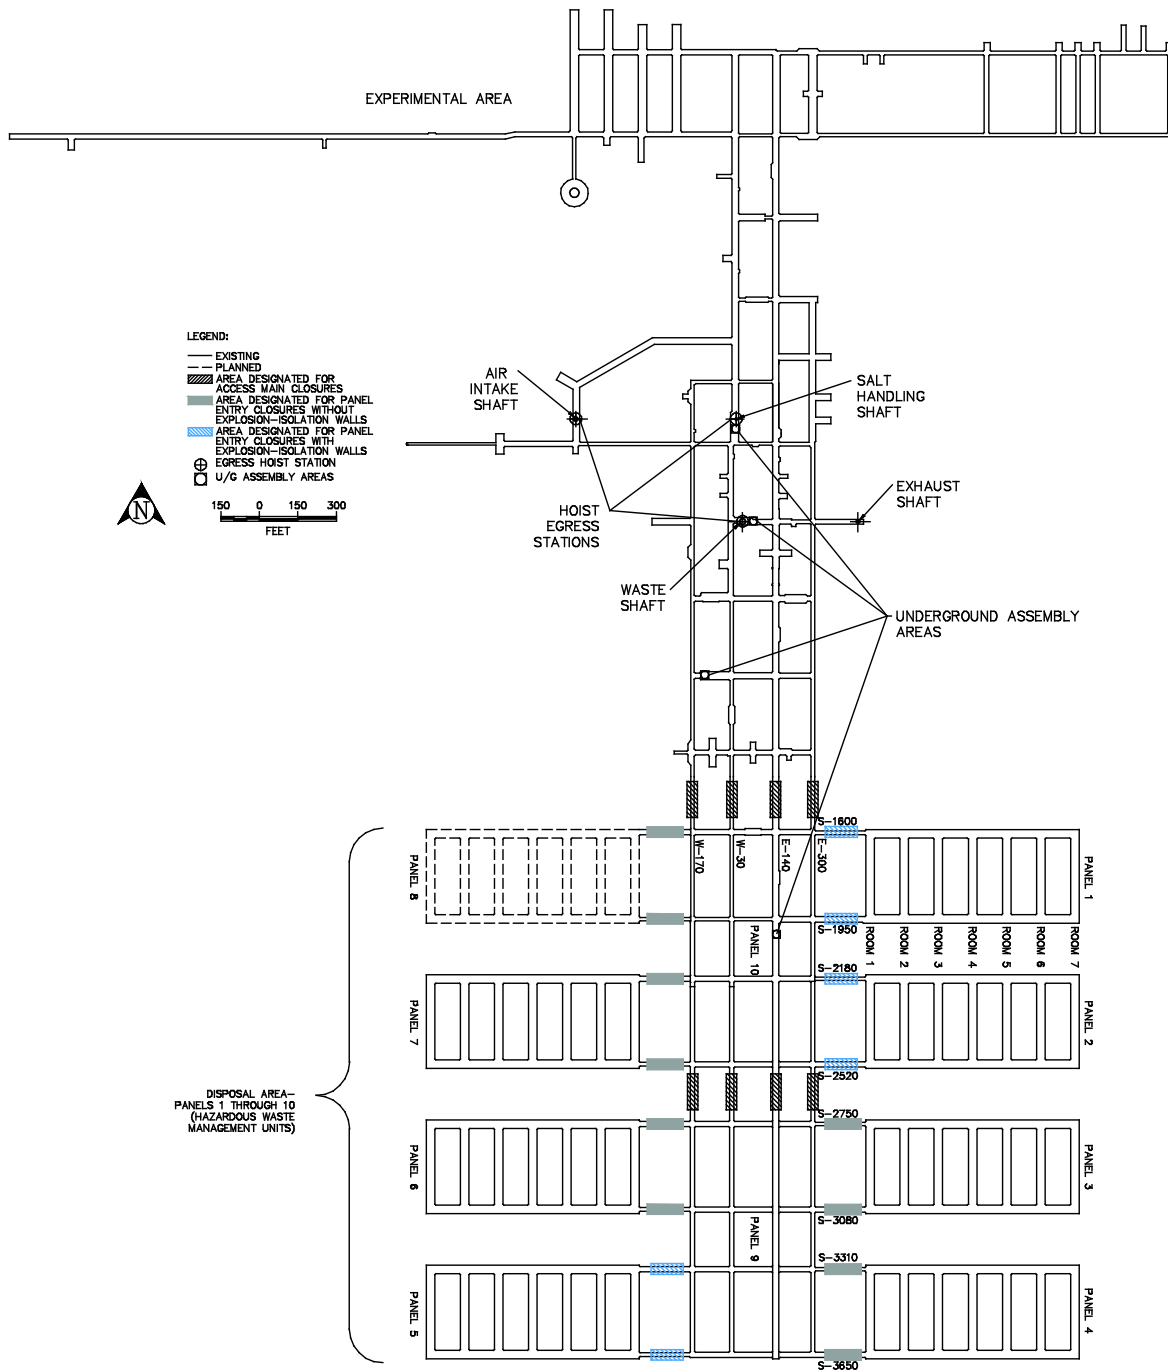 EXPERIMENTAL AREA
LEGEND:
EXISTING
PLANNED
AREA DESIGNATED FOR
ACCESS MAIN CLOSURES
AREA DESIGNATED FOR PANEL
ENTRY CLOSURES WITHOUT
EXPLOSION-ISOLATION WALLS
AREA DESIGNATED FOR PANEL
ENTRY CLOSURES WITH
EXPLOSION-ISOLATION WALLS
EGRESS HOIST STATION
U/G ASSEMBLY AREAS
N
150 0 150 300
FEET
AIR
INTAKE
SHAFT
SALT
HANDLING
SHAFT
HOIST
EGRESS
STATIONS
EXHAUST
SHAFT
WASTE
SHAFT
UNDERGROUND ASSEMBLY
AREAS
S-1600
W-170
W-30
E-140
E-300
PANEL 8
PANEL 1
S-1950
PANEL 10
ROOM 1
ROOM 2
ROOM 3
ROOM 4
ROOM 5
ROOM 6
ROOM 7
S-2180
PANEL 7
PANEL 2
S-2520
DISPOSAL AREA-
PANELS 1 THROUGH 10
(HAZARDOUS WASTE
MANAGEMENT UNITS)
S-2750
PANEL 6
PANEL 3
S-3080
PANEL 9
S-3310
PANEL 5
PANEL 4
S-3650